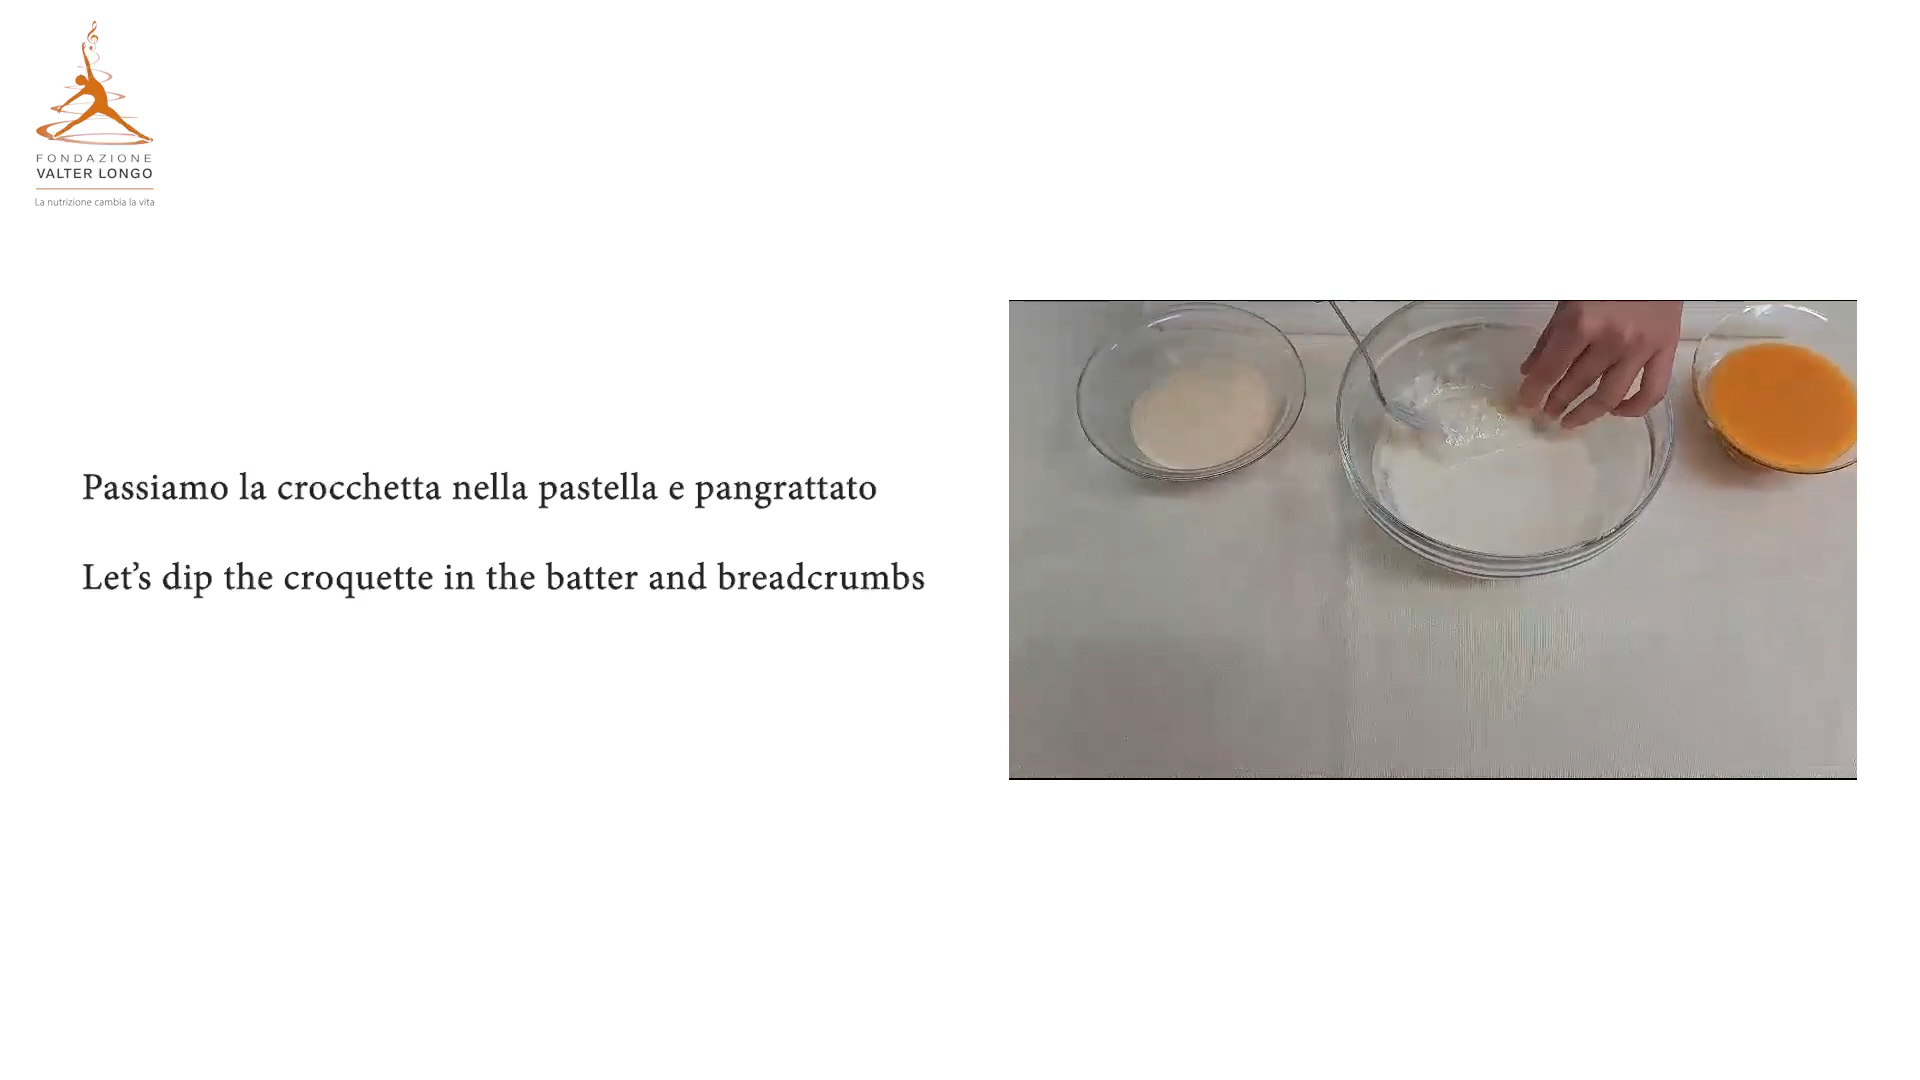 FONDAZIONE
VALTER LONGO
La nutrizione cambia la vita
Passiamo la crocchetta nella pastella e pangrattato
Let’s dip the croquette in the batter and breadcrumbs